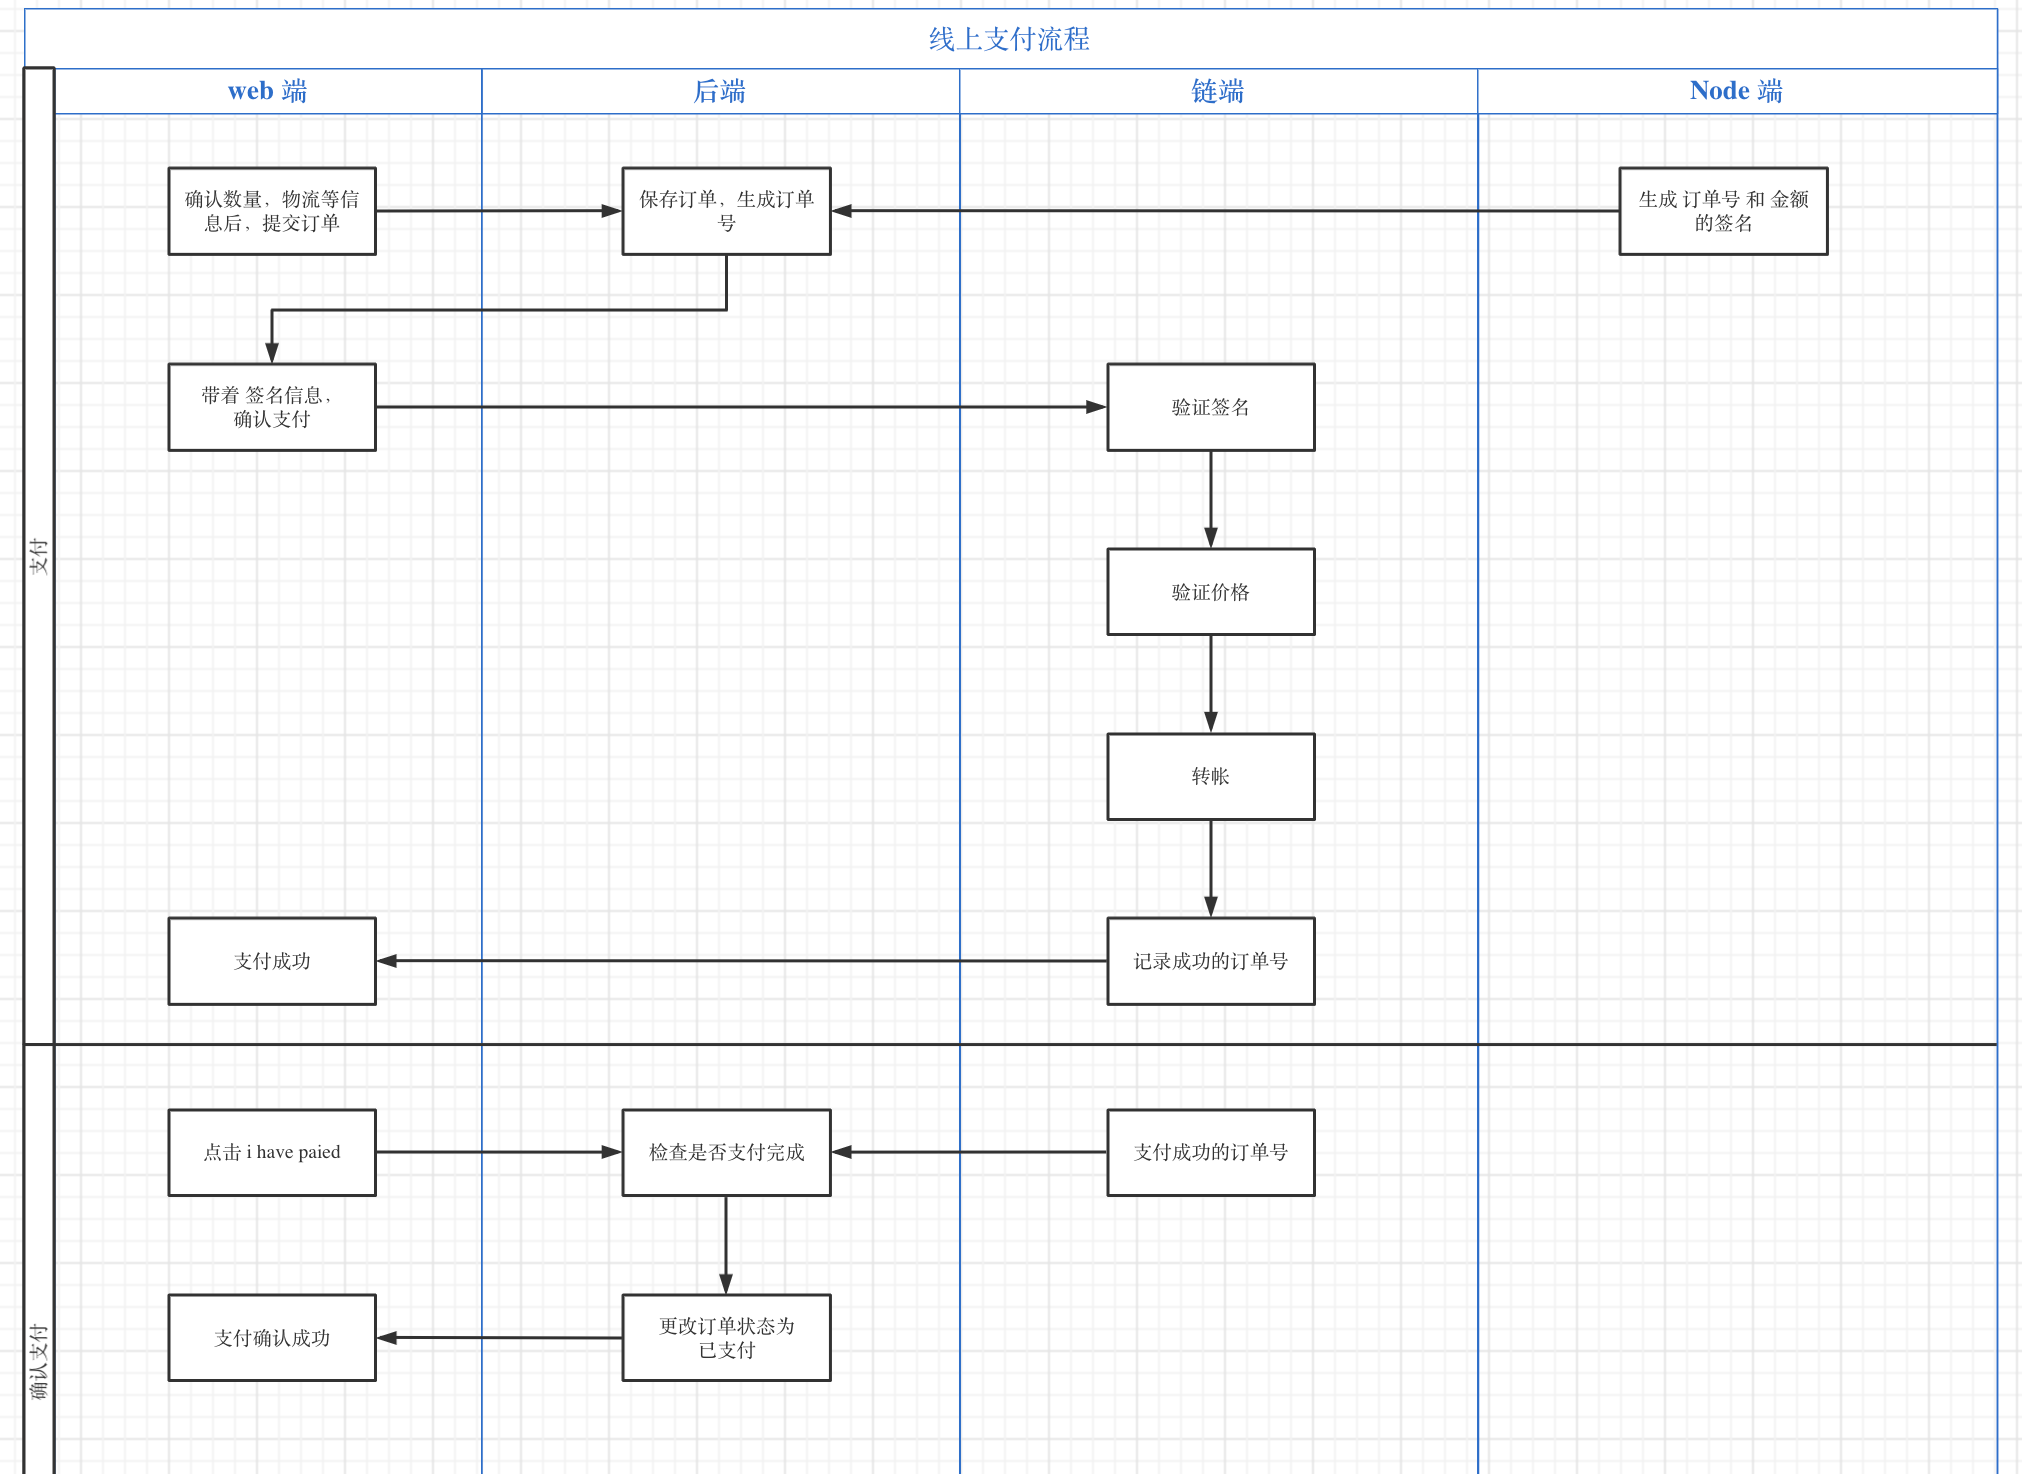 线上支付流程
web 端
后端
链端
Node 端
支付
确认数量，物流等信
息后，提交订单
保存订单，生成订单
号
生成 订单号 和 金额
的签名
带着 签名信息，
确认支付
验证签名
验证价格
转帐
支付成功
记录成功的订单号
确认支付
点击 i have paied
检查是否支付完成
支付成功的订单号
支付确认成功
更改订单状态为
已支付